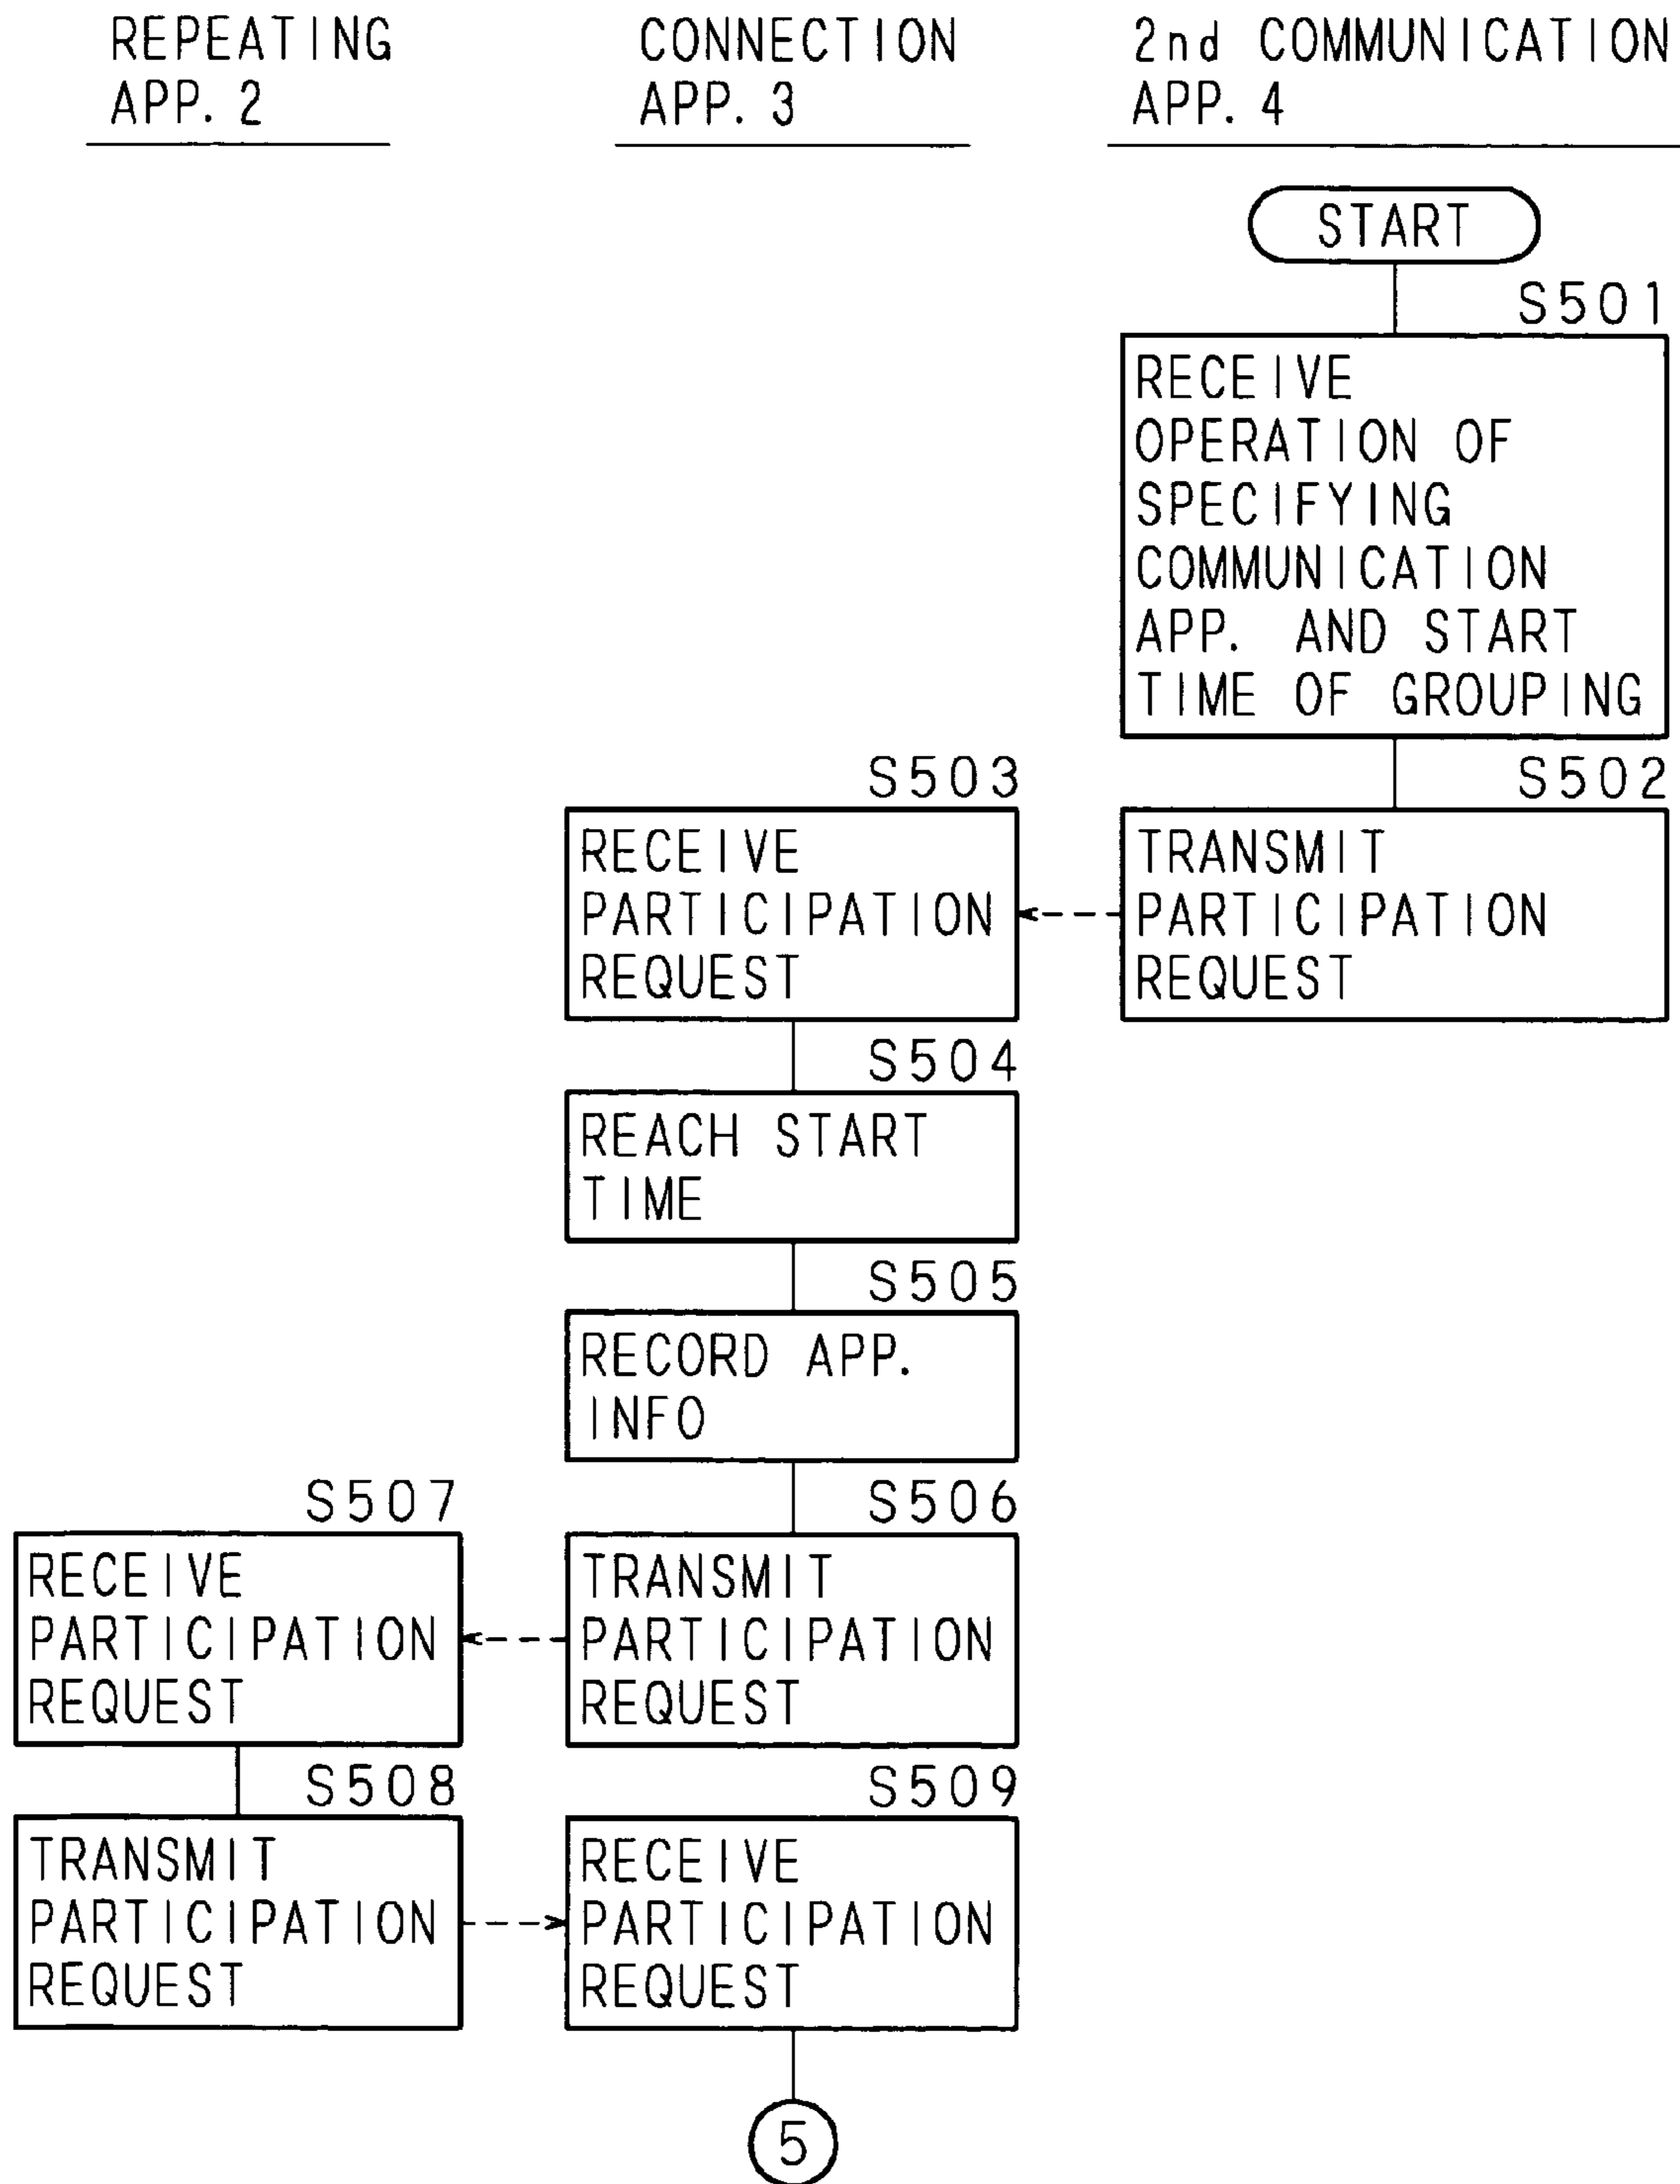 REPEATING
APP. 2
CONNECTION
APP. 3
2nd COMMUNICATION
APP. 4
START
S501
RECEIVE
OPERATION OF
SPECIFYING
COMMUNICATION
APP. AND START
TIME OF GROUPING
S502
TRANSMIT
PARTICIPATION
REQUEST
S503
RECEIVE
PARTICIPATION
REQUEST
S504
REACH START
TIME
S505
RECORD APP.
INFO
S506
TRANSMIT
PARTICIPATION
REQUEST
S507
RECEIVE
PARTICIPATION
REQUEST
S508
TRANSMIT
PARTICIPATION
REQUEST
S509
RECEIVE
PARTICIPATION
REQUEST
5